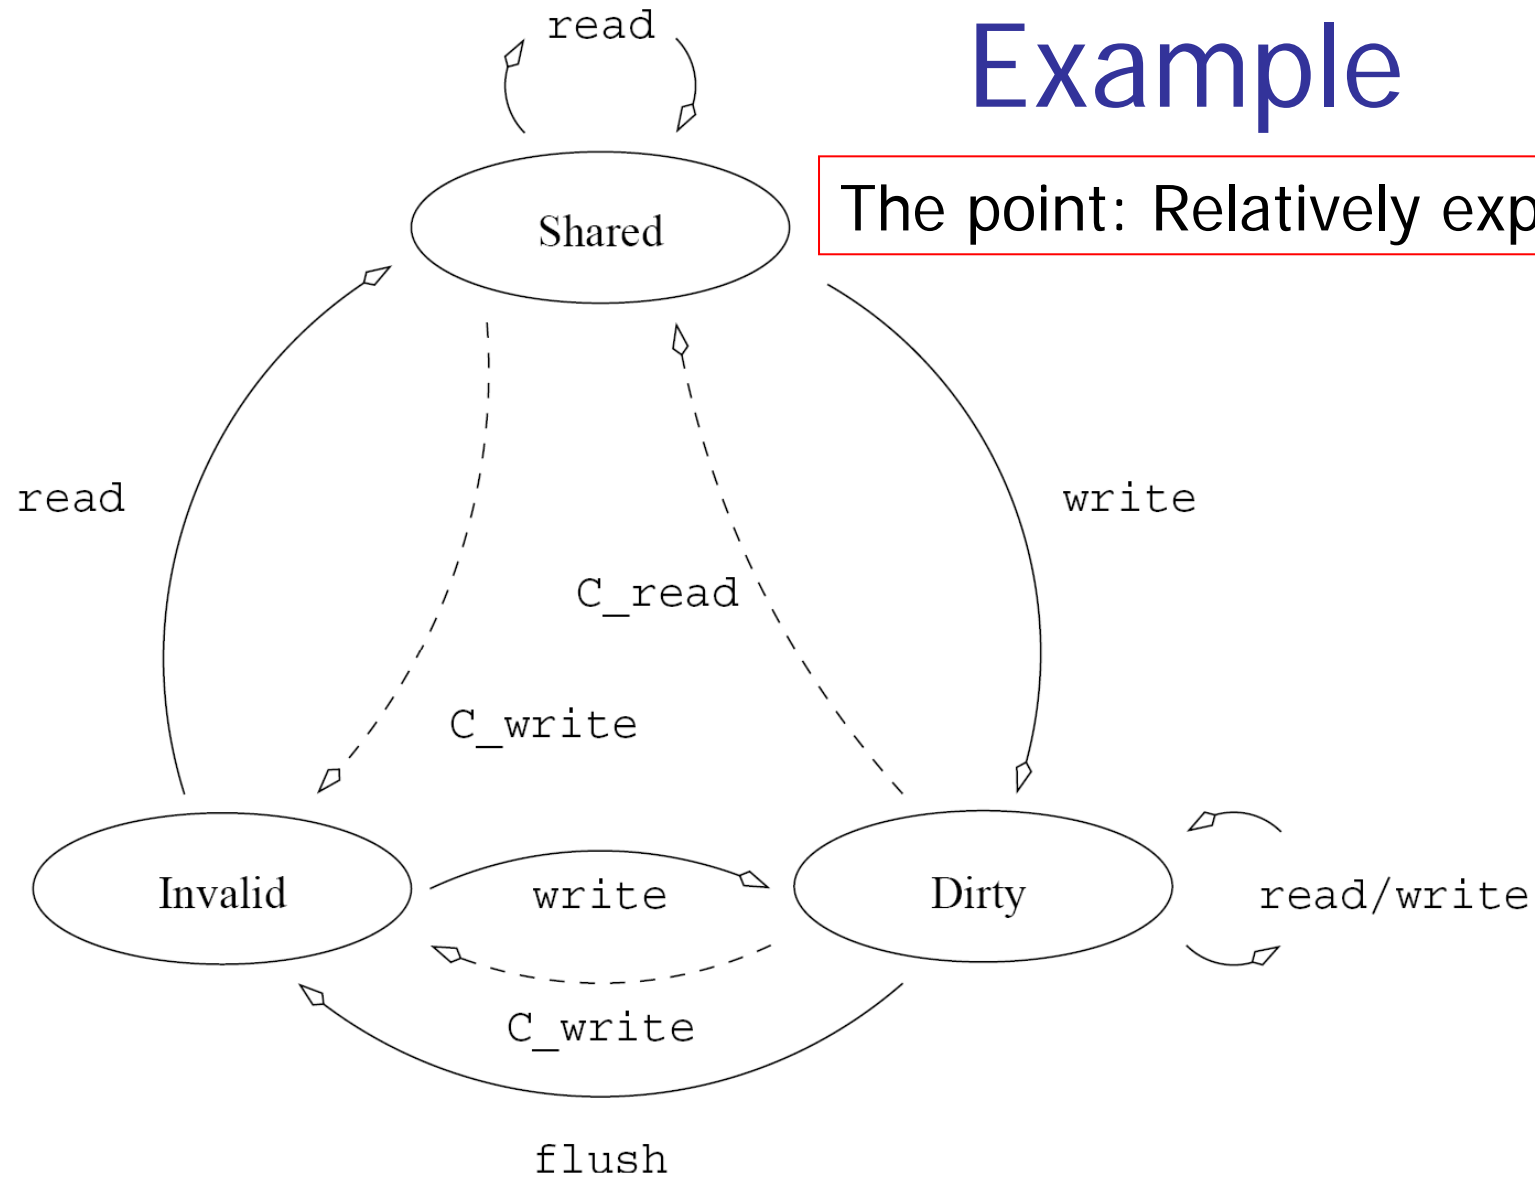 read
Example
The point: Relatively exp
Shared
read
write
C_read
C_write
Invalid
write
Dirty
read/write
C_write
flush